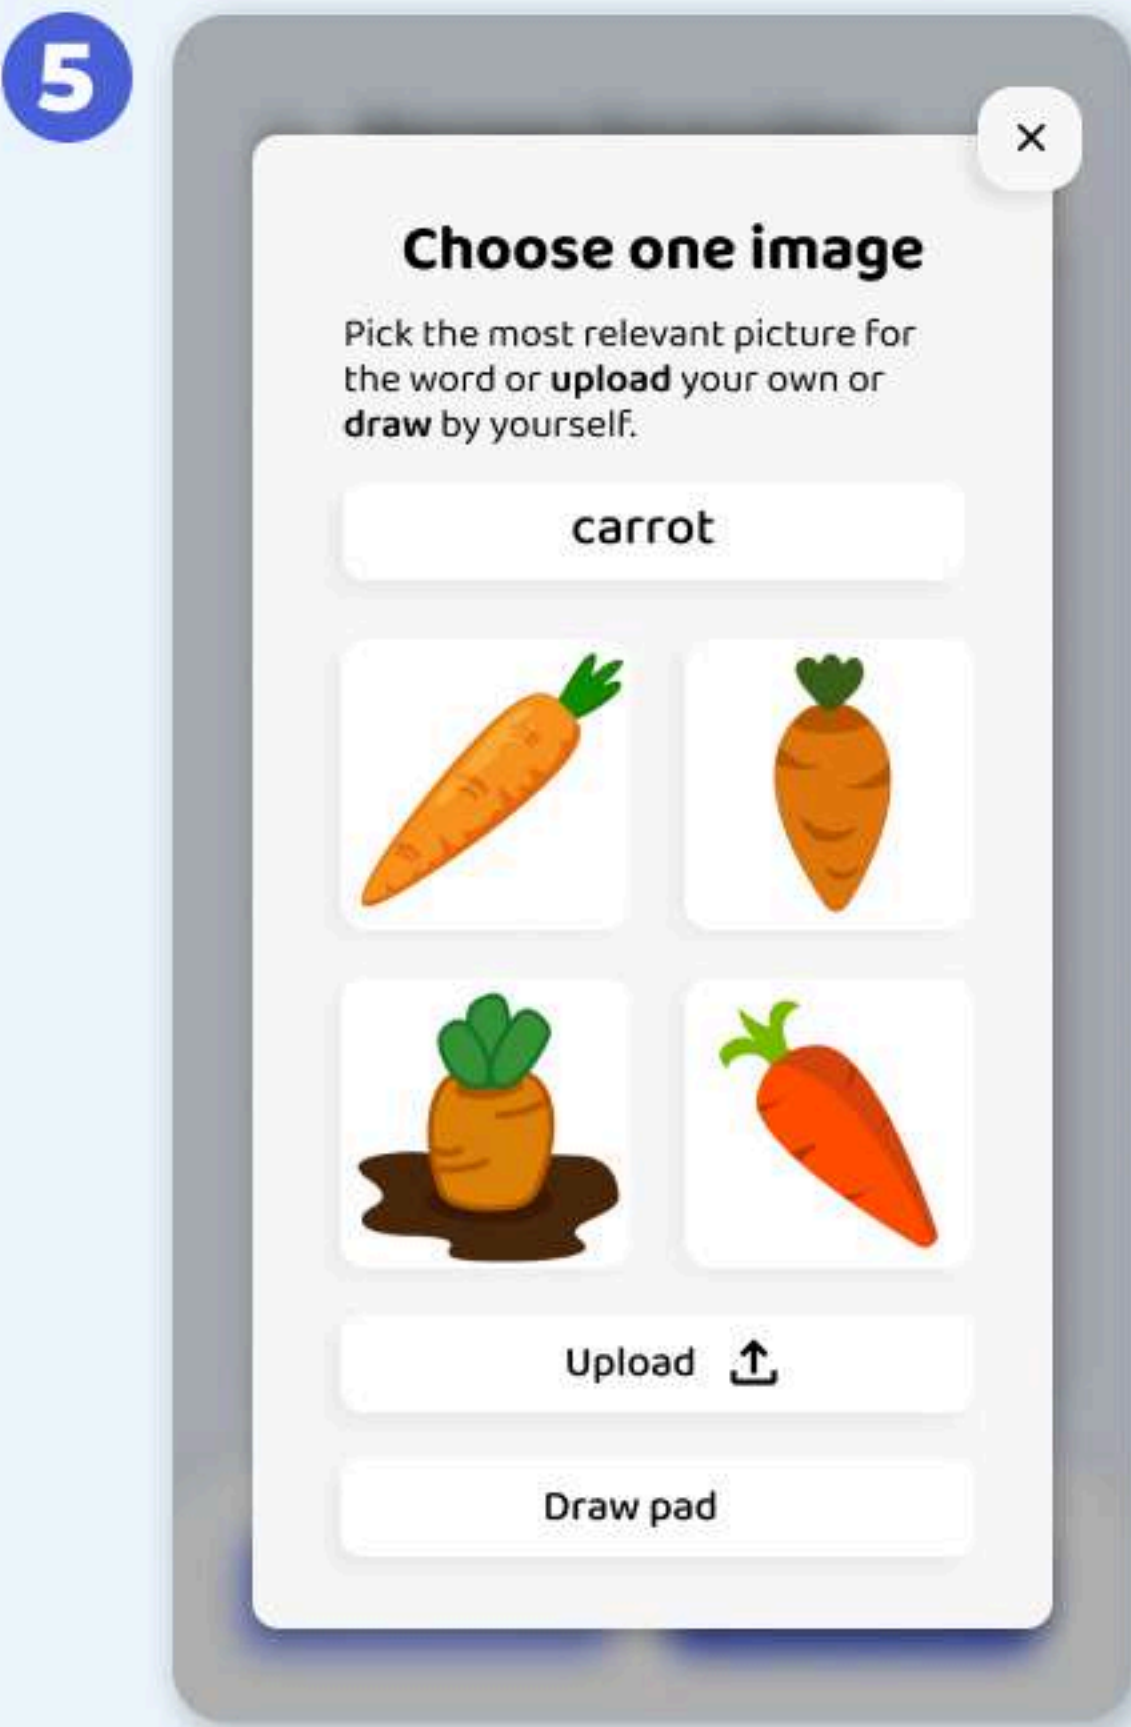 5
Choose one image
Pick the most relevant picture for
the word or upload your own or
draw by yourself.
carrot
Upload
Draw pad